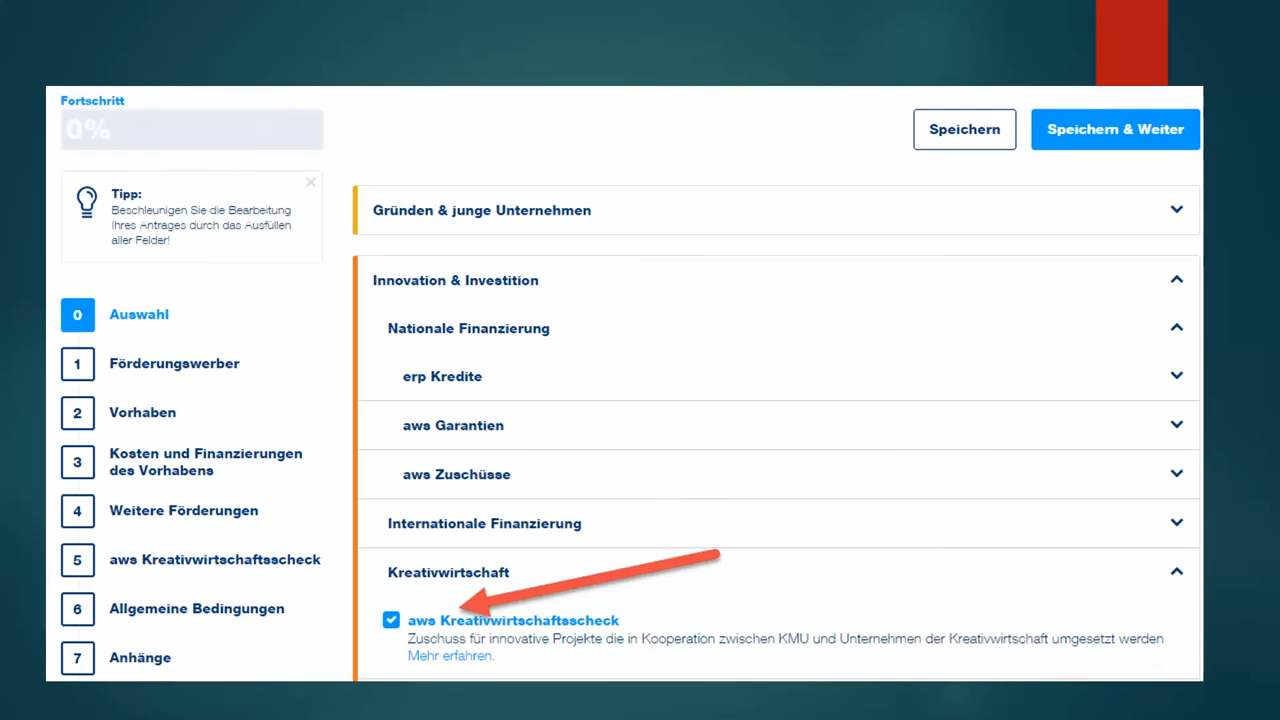 Fortschritt
0%
Speichern
Speichern & Weiter
Tipp:
Beschleunigen Sie die Bearbeitung
Ihres Antrages durch das Ausfüllen
aller Felder!
0 Auswahl
1 Förderungswerber
2 Vorhaben
3 Kosten und Finanzierungen
des Vorhabens
4 Weitere Förderungen
5 aws Kreativwirtschaftsscheck
6 Allgemeine Bedingungen
7 Anhänge
Gründen & junge Unternehmen
Innovation & Investition
Nationale Finanzierung
erp Kredite
aws Garantien
aws Zuschüsse
Internationale Finanzierung
Kreativwirtschaft
aws Kreativwirtschaftsscheck
Zuschuss für innovative Projekte die in Kooperation zwischen KMU und Unternehmen der Kreativwirtschaft umgesetzt werden
Mehr erfahren.